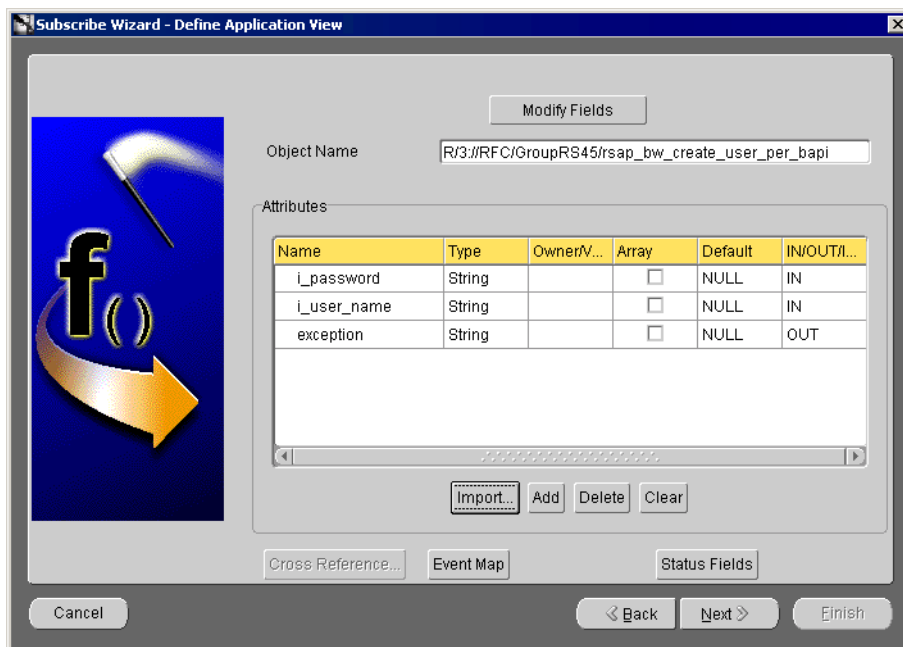 Subscribe Wizard - Define Application View
Modify Fields
Object Name R/3://RFC/GroupRS45/rsap_bw_create_user_per_bapi
Attributes
Name Type Owner/V... Array Default IN/OUT/I...
i_password String NULL IN
i_user_name String NULL IN
exception String NULL OUT
f()
Import... Add Delete Clear
Cross Reference... Event Map Status Fields
Cancel Back Next Finish